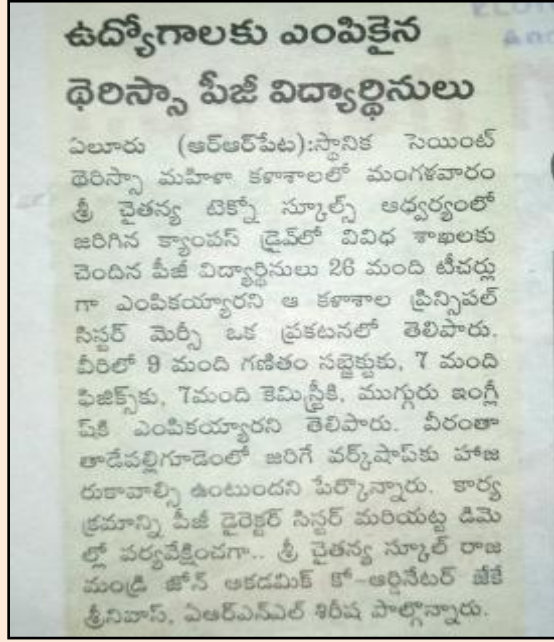 ఉద్యోగాలకు ఎంపికైన
థెరిస్సా పీజీ విద్యార్థినులు
ఏలూరు (ఆర్ఆర్‌పేట):స్థానిక సెయింట్
థెరిస్సా మహిళా కళాశాలలో మంగళవారం
శ్రీ చైతన్య టెక్నో స్కూల్స్ ఆధ్వర్యంలో
జరిగిన క్యాంపస్ డ్రైవ్‌లో వివిధ శాఖలకు
చెందిన పీజీ విద్యార్థినులు 26 మంది టీచర్లు
గా ఎంపికయ్యారని ఆ కళాశాల ప్రిన్సిపల్
సిస్టర్ మెర్సీ ఒక ప్రకటనలో తెలిపారు.
వీరిలో 9 మంది గణితం సబ్జెక్టుకు, 7 మంది
ఫిజిక్స్‌కు, 7మంది కెమిస్ట్రీకి, ముగ్గురు ఇంగ్లీ
ష్‌కి ఎంపికయ్యారని తెలిపారు. వీరంతా
తాడేపల్లిగూడెంలో జరిగే వర్క్‌షాప్‌కు హాజ
రుకావాల్సి ఉంటుందని పేర్కొన్నారు. కార్య
క్రమాన్ని పీజీ డైరెక్టర్ సిస్టర్ మరియట్ట డిమె
ల్లో పర్యవేక్షించగా.. శ్రీ చైతన్య స్కూల్ రాజ
మండ్రి జోన్ అకడమిక్ కో-ఆర్డినేటర్ జేకే
శ్రీనివాస్, ఏఆర్ఎన్ఎల్ శిరీష పాల్గొన్నారు.